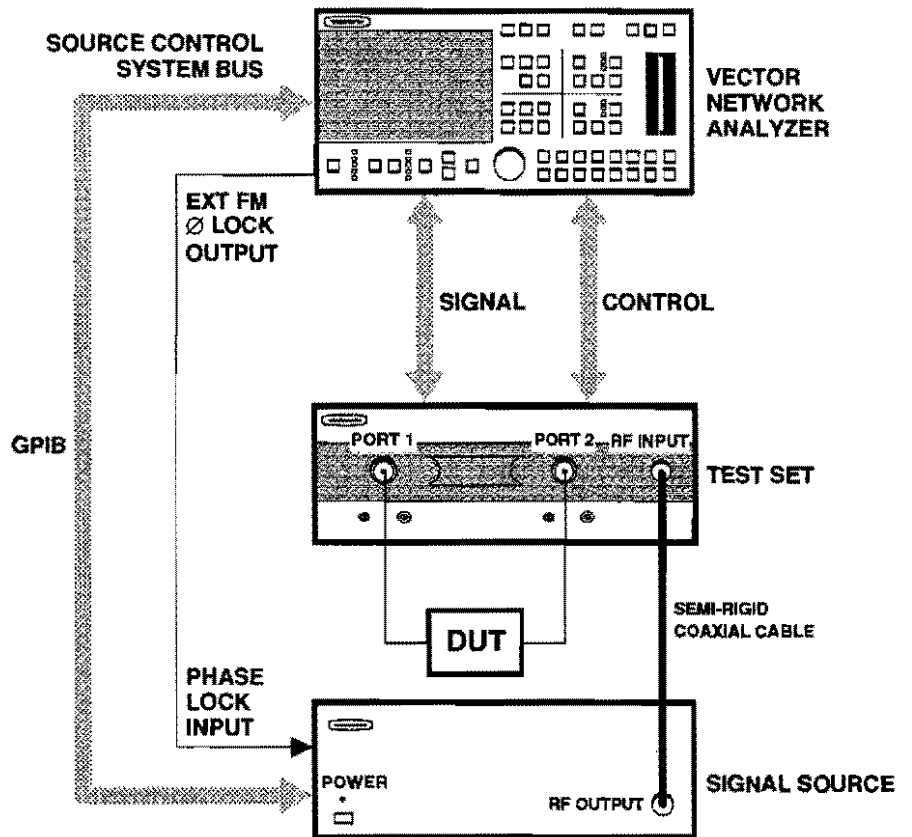 SOURCE CONTROL
SYSTEM BUS
VECTOR
NETWORK
ANALYZER
EXT FM
Ø LOCK
OUTPUT
SIGNAL
CONTROL
GPIB
PORT 1
PORT 2
RF INPUT
TEST SET
DUT
SEMI-RIGID
COAXIAL CABLE
PHASE
LOCK
INPUT
POWER
RF OUTPUT
SIGNAL SOURCE